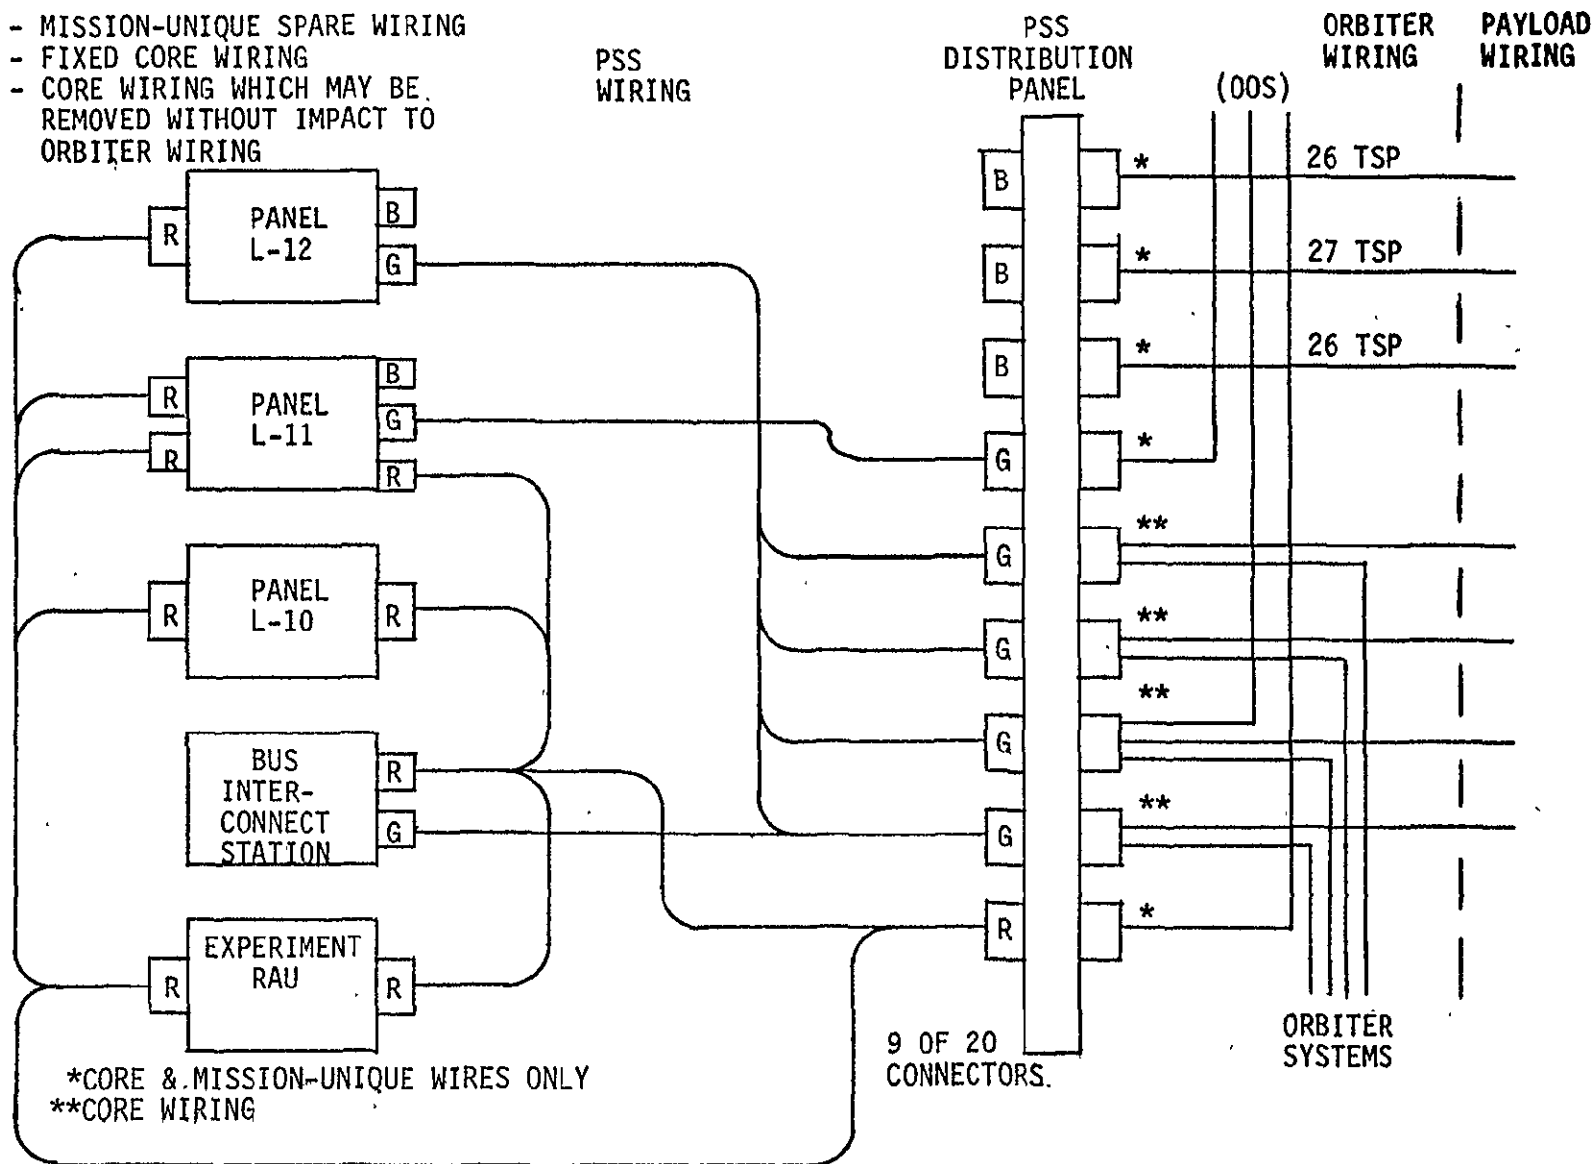 - MISSION-UNIQUE SPARE WIRING
- FIXED CORE WIRING
- CORE WIRING WHICH MAY BE
REMOVED WITHOUT IMPACT TO
ORBITER WIRING
PSS
WIRING
PSS
DISTRIBUTION
PANEL
(OOS)
ORBITER
WIRING
PAYLOAD
WIRING
R
PANEL
L-12
B
G
R
R
PANEL
L-11
B
G
R
R
PANEL
L-10
R
BUS
INTER-
CONNECT
STATION
R
G
R
EXPERIMENT
RAU
R
B
*
26 TSP
B
*
27 TSP
B
*
26 TSP
G
*
G
**
G
**
G
**
G
**
R
*
9 OF 20
CONNECTORS.
ORBITER
SYSTEMS
*CORE & MISSION-UNIQUE WIRES ONLY
**CORE WIRING